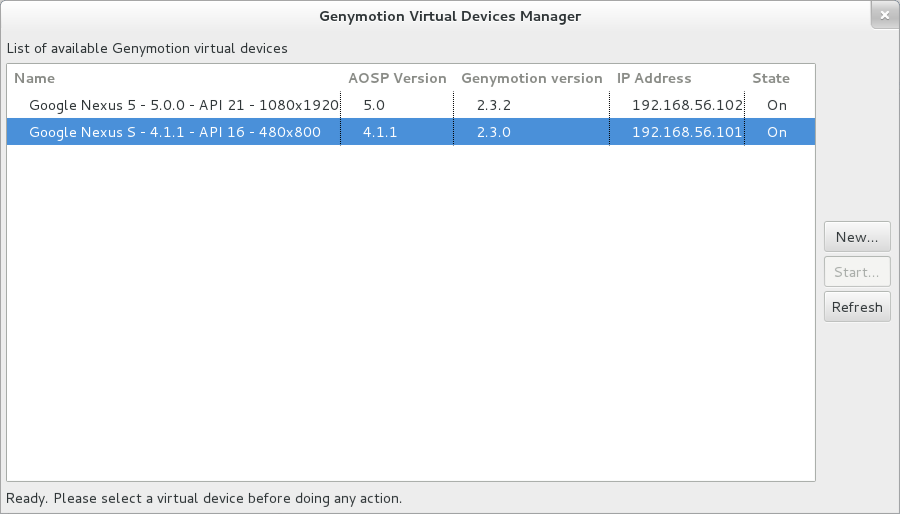 Genymotion Virtual Devices Manager
List of available Genymotion virtual devices
Name AOSP Version Genymotion version IP Address State
Google Nexus 5 - 5.0.0 - API 21 - 1080x1920 5.0 2.3.2 192.168.56.102 On
Google Nexus S - 4.1.1 - API 16 - 480x800 4.1.1 2.3.0 192.168.56.101 On
New...
Start...
Refresh
Ready. Please select a virtual device before doing any action.